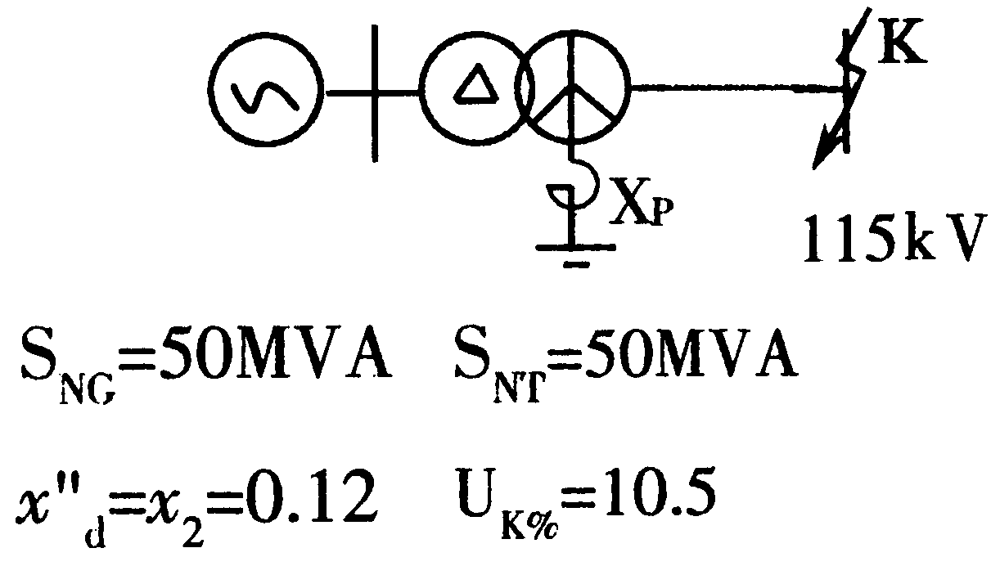 K
X_P
115kV
S_NG=50MVA S_NT=50MVA
x"_d=x_2=0.12 U_K%=10.5